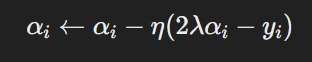 αᵢ ← αᵢ − η(2λαᵢ − yᵢ)